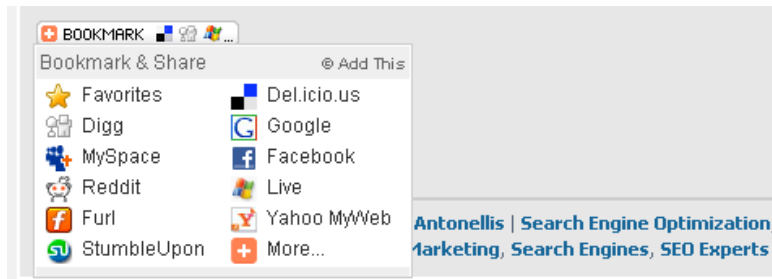 BOOKMARK ...
Bookmark & Share © Add This
Favorites Del.icio.us
Digg Google
MySpace Facebook
Reddit Live
Furl Yahoo MyWeb
StumbleUpon More...
Antonellis | Search Engine Optimization,
Marketing, Search Engines, SEO Experts